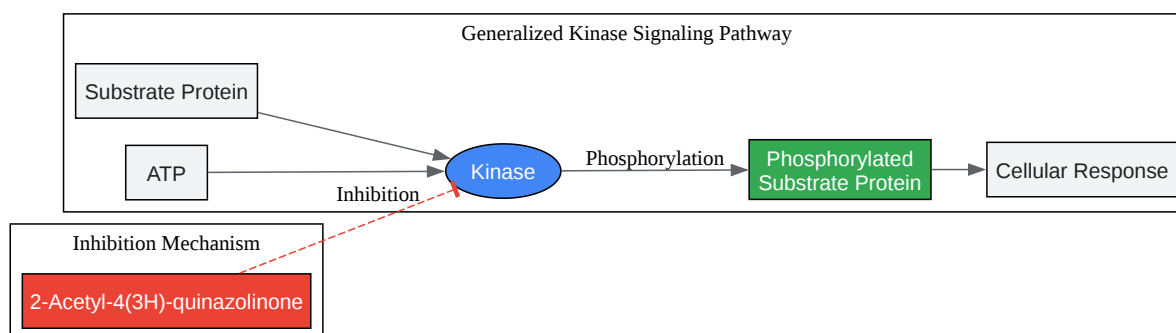 Generalized Kinase Signaling Pathway
Substrate Protein
ATP
Kinase
Phosphorylation
Phosphorylated
Substrate Protein
Cellular Response
Inhibition
Inhibition Mechanism
2-Acetyl-4(3H)-quinazolinone